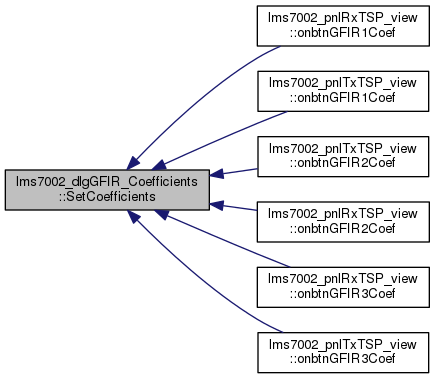 lms7002_pnlRxTSP_view
::onbtnGFIR1Coef
lms7002_pnlTxTSP_view
::onbtnGFIR1Coef
lms7002_pnlTxTSP_view
::onbtnGFIR2Coef
lms7002_dlgGFIR_Coefficients
::SetCoefficients
lms7002_pnlRxTSP_view
::onbtnGFIR2Coef
lms7002_pnlRxTSP_view
::onbtnGFIR3Coef
lms7002_pnlTxTSP_view
::onbtnGFIR3Coef